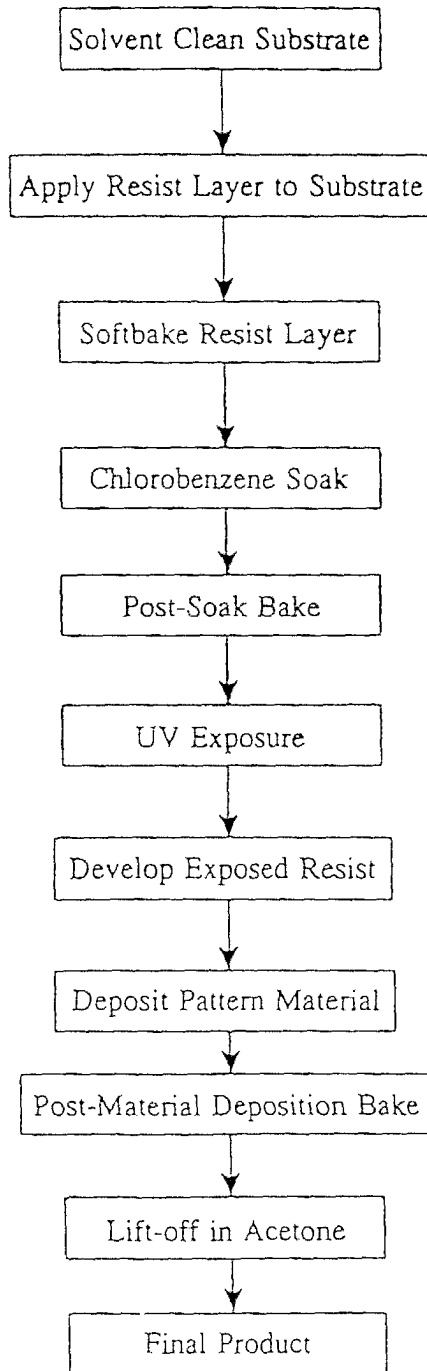 Solvent Clean Substrate
Apply Resist Layer to Substrate
Softbake Resist Layer
Chlorobenzene Soak
Post-Soak Bake
UV Exposure
Develop Exposed Resist
Deposit Pattern Material
Post-Material Deposition Bake
Lift-off in Acetone
Final Product